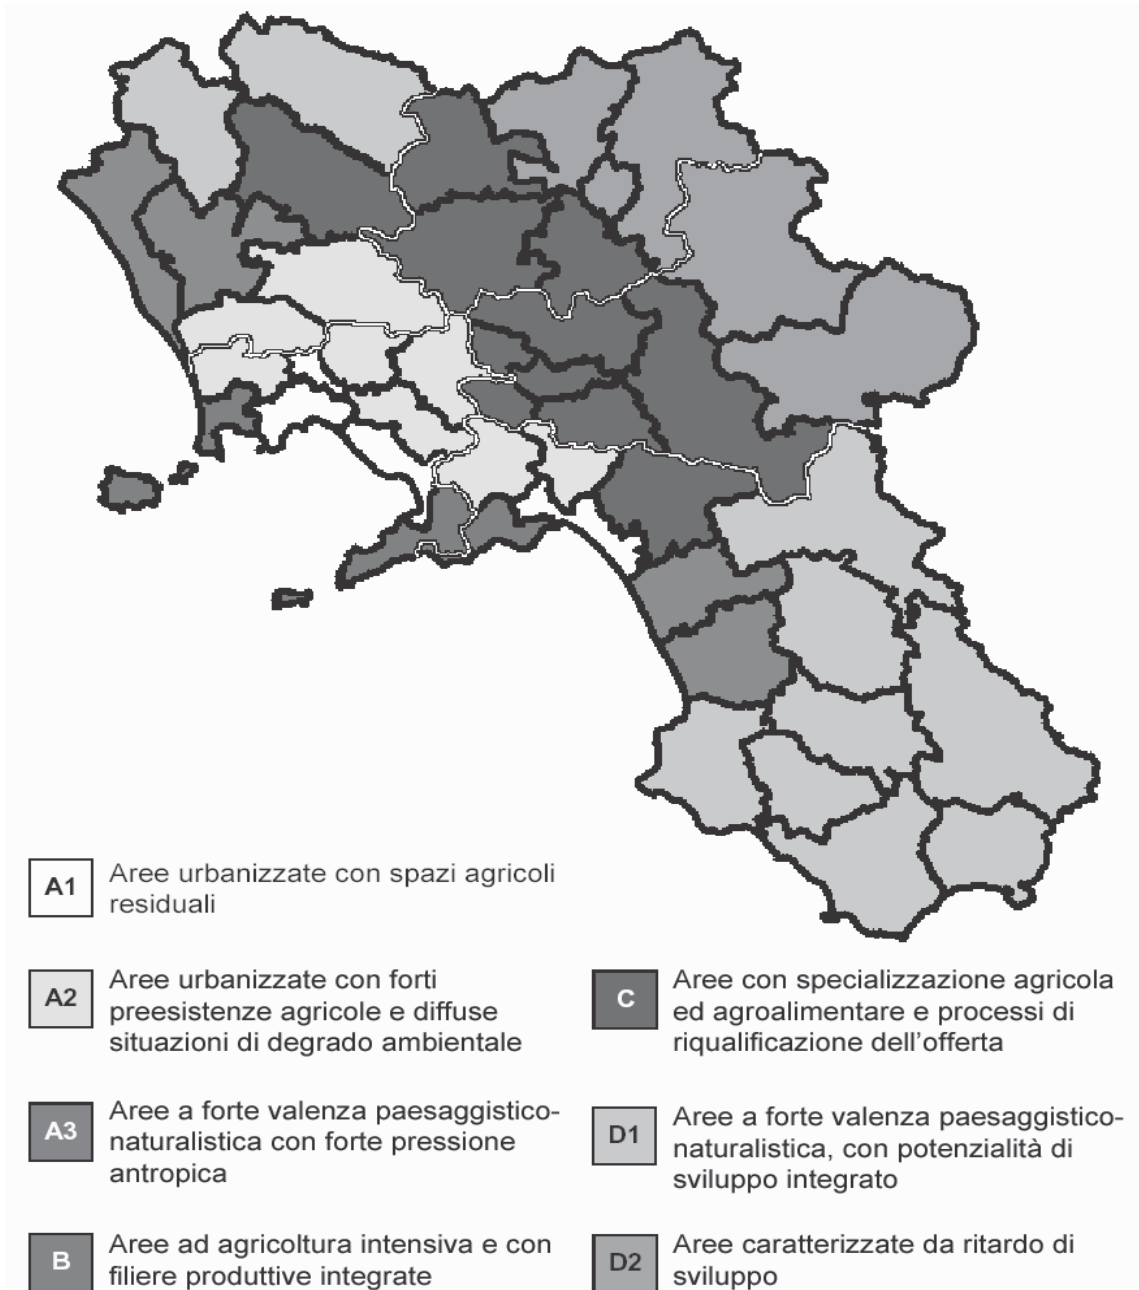 A1
Aree urbanizzate con spazi agricoli
residuali
A2
Aree urbanizzate con forti
preesistenze agricole e diffuse
situazioni di degrado ambientale
A3
Aree a forte valenza paesaggistico-
naturalistica con forte pressione
antropica
B
Aree ad agricoltura intensiva e con
filiere produttive integrate
C
Aree con specializzazione agricola
ed agroalimentare e processi di
riqualificazione dell'offerta
D1
Aree a forte valenza paesaggistico-
naturalistica, con potenzialità di
sviluppo integrato
D2
Aree caratterizzate da ritardo di
sviluppo